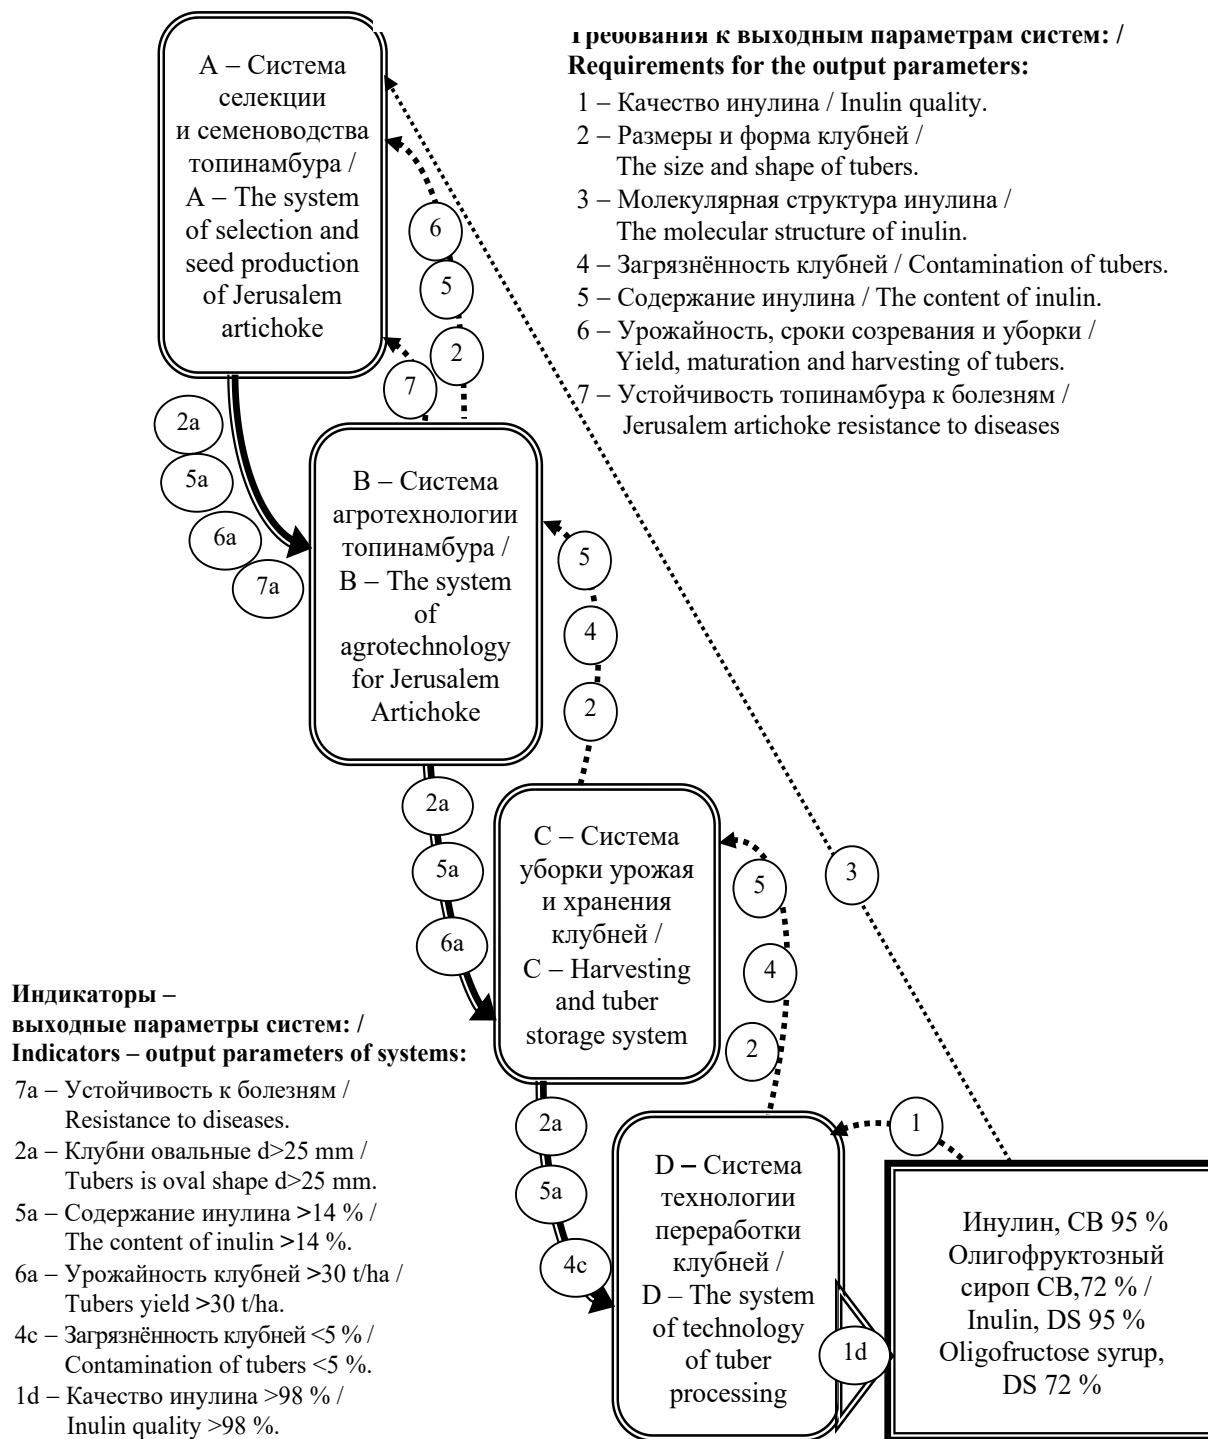 А – Система
селекции
и семеноводства
топинамбура /
A – The system
of selection and
seed production
of Jerusalem
artichoke
Требования к выходным параметрам систем: /
Requirements for the output parameters:
1 – Качество инулина / Inulin quality.
2 – Размеры и форма клубней /
The size and shape of tubers.
3 – Молекулярная структура инулина /
The molecular structure of inulin.
4 – Загрязнённость клубней / Contamination of tubers.
5 – Содержание инулина / The content of inulin.
6 – Урожайность, сроки созревания и уборки /
Yield, maturation and harvesting of tubers.
7 – Устойчивость топинамбура к болезням /
Jerusalem artichoke resistance to diseases
6
5
2
7
2a
5a
6a
7a
В – Система
агротехнологии
топинамбура /
B – The system
of
agrotechnology
for Jerusalem
Artichoke
5
4
2
2a
5a
6a
С – Система
уборки урожая
и хранения
клубней /
C – Harvesting
and tuber
storage system
5
4
2
3
Индикаторы –
выходные параметры систем: /
Indicators – output parameters of systems:
7a – Устойчивость к болезням /
Resistance to diseases.
2a – Клубни овальные d>25 mm /
Tubers is oval shape d>25 mm.
5a – Содержание инулина >14 % /
The content of inulin >14 %.
6a – Урожайность клубней >30 t/ha /
Tubers yield >30 t/ha.
4c – Загрязнённость клубней <5 % /
Contamination of tubers <5 %.
1d – Качество инулина >98 % /
Inulin quality >98 %.
2a
5a
4c
D – Система
технологии
переработки
клубней /
D – The system
of technology
of tuber
processing
1
1d
Инулин, СВ 95 %
Олигофруктозный
сироп СВ,72 % /
Inulin, DS 95 %
Oligofructose syrup,
DS 72 %